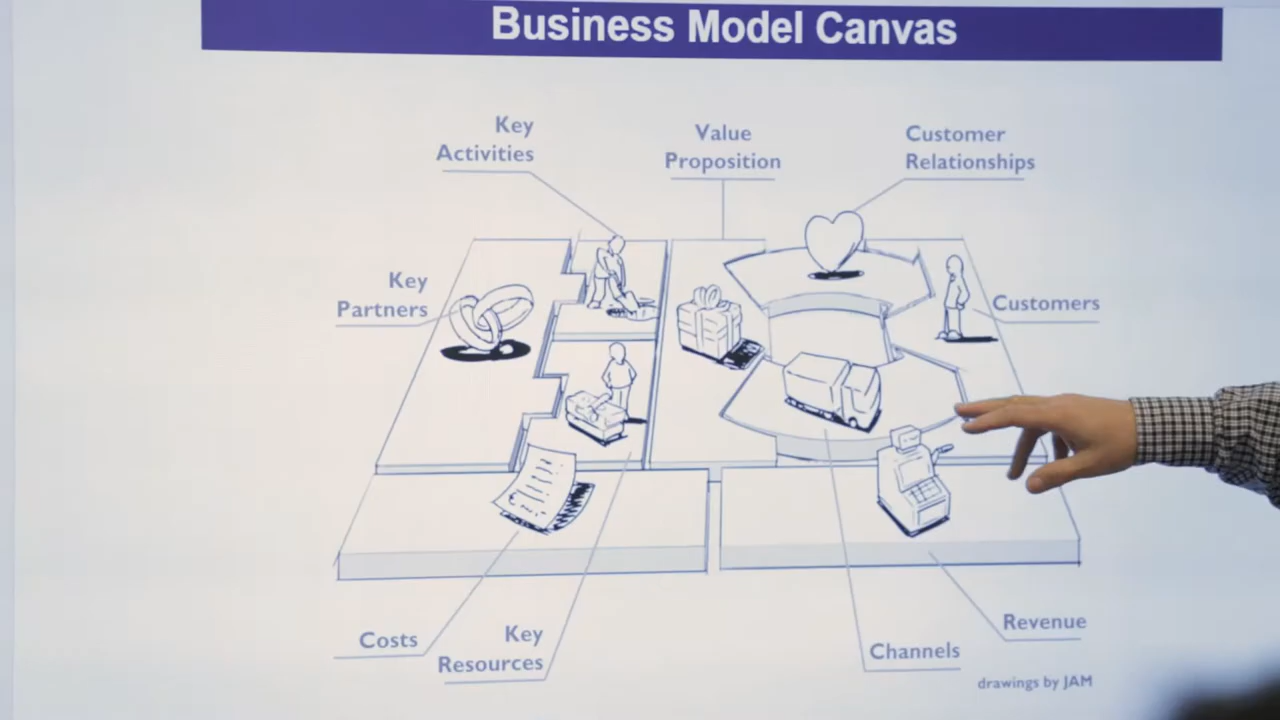 Business Model Canvas
Key
Activities
Value
Proposition
Customer
Relationships
Key
Partners
Customers
Costs
Key
Resources
Channels
Revenue
drawings by JAM